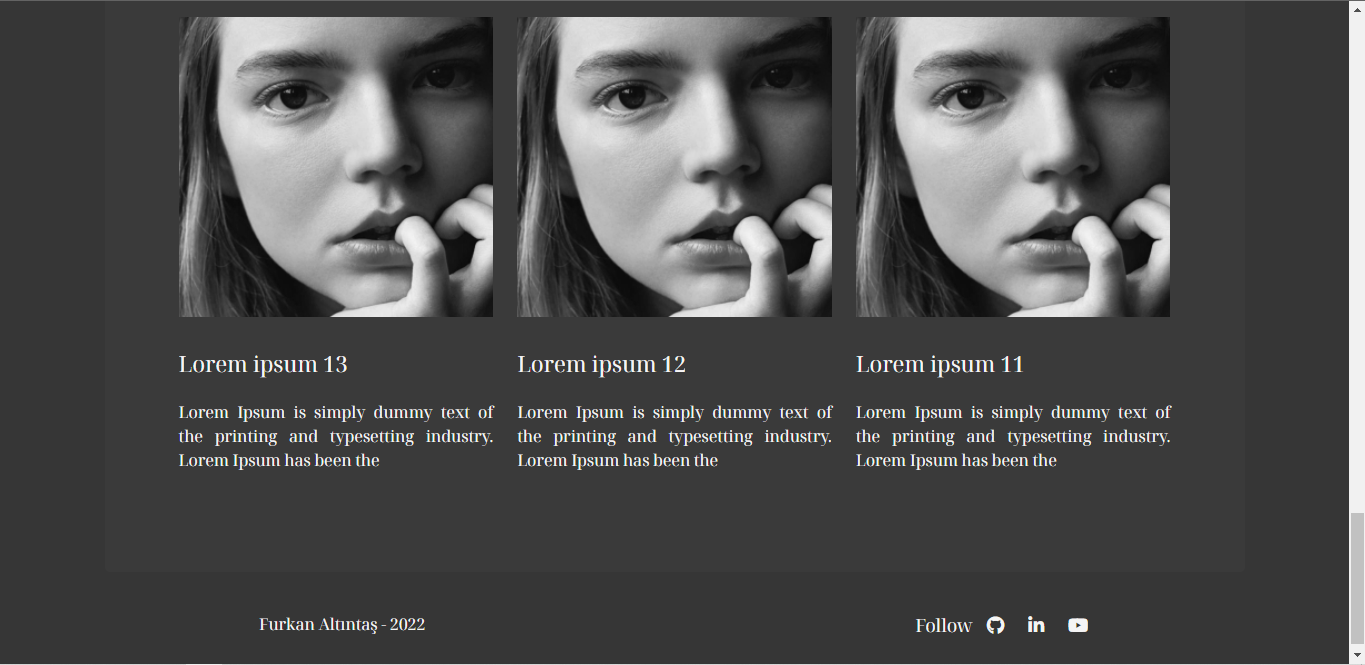 Lorem ipsum 13
Lorem Ipsum is simply dummy text of
the printing and typesetting industry.
Lorem Ipsum has been the
Lorem ipsum 12
Lorem Ipsum is simply dummy text of
the printing and typesetting industry.
Lorem Ipsum has been the
Lorem ipsum 11
Lorem Ipsum is simply dummy text of
the printing and typesetting industry.
Lorem Ipsum has been the
Furkan Altıntaş - 2022
Follow